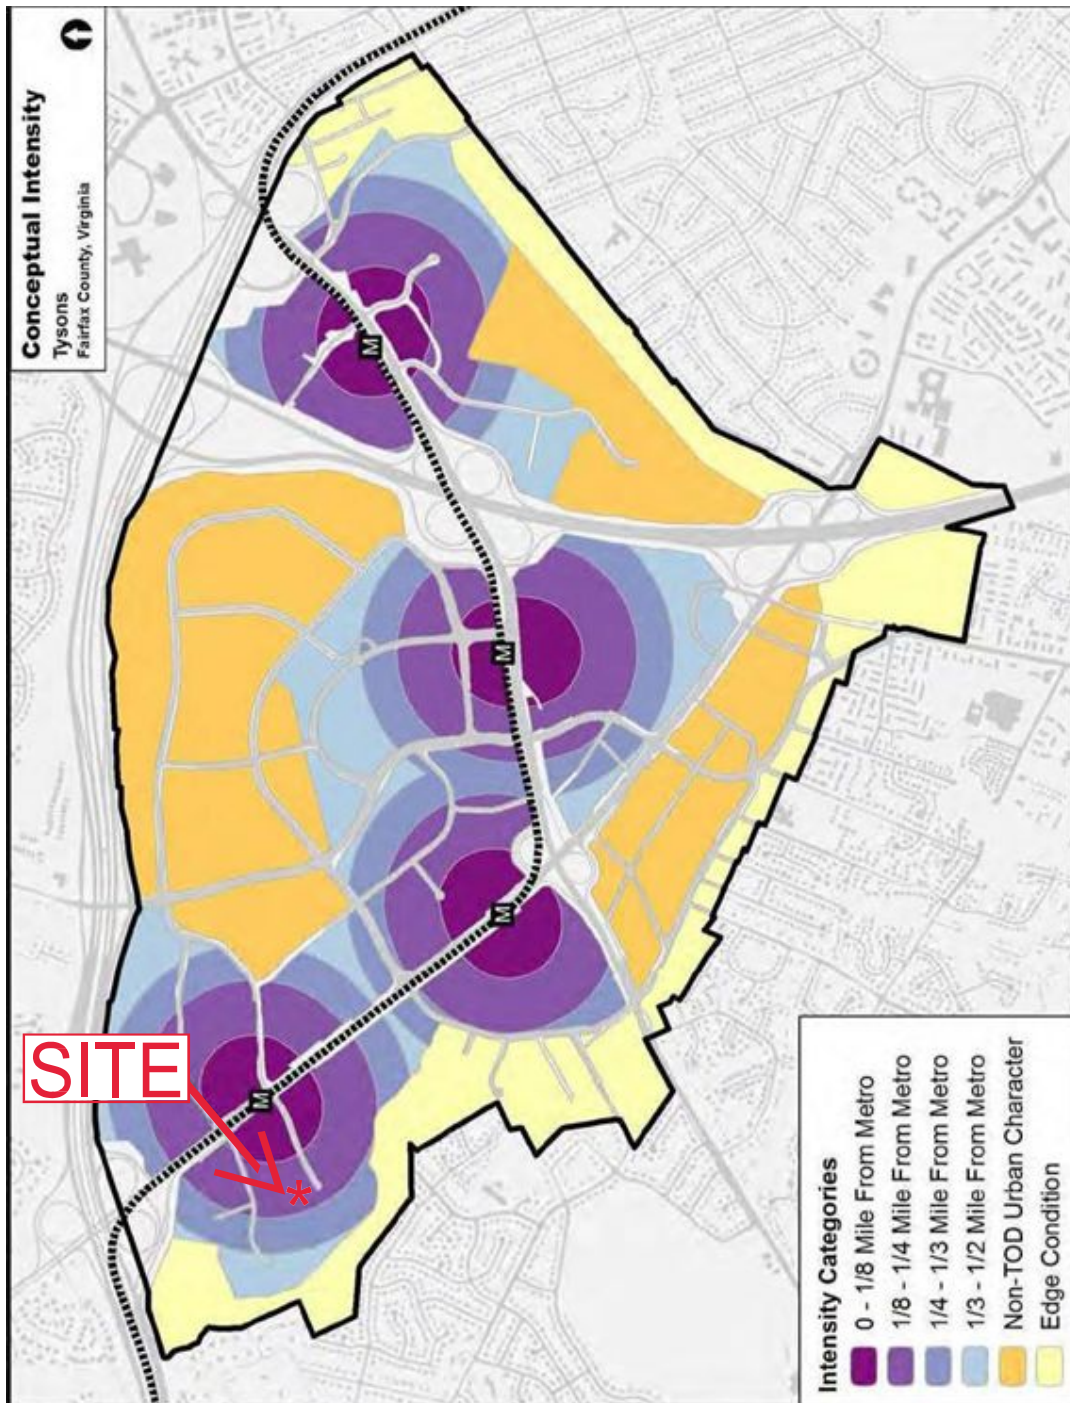 Conceptual Intensity
Tysons
Fairfax County, Virginia
M
M
M
M
SITE
*
Intensity Categories
0 - 1/8 Mile From Metro
1/8 - 1/4 Mile From Metro
1/4 - 1/3 Mile From Metro
1/3 - 1/2 Mile From Metro
Non-TOD Urban Character
Edge Condition